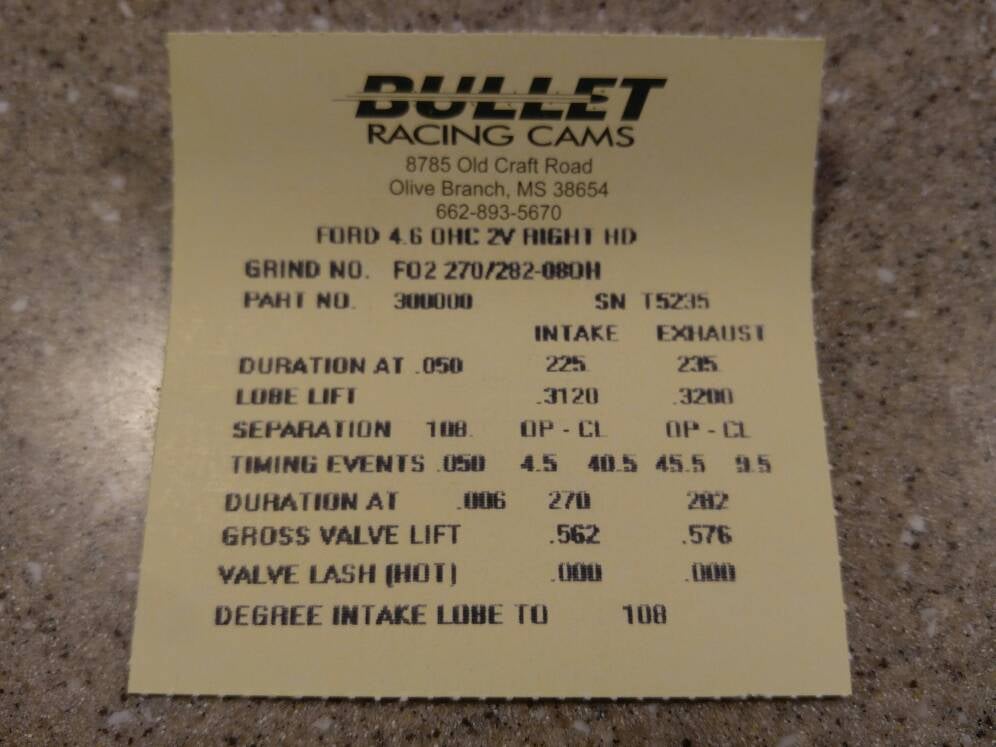 BULLET
RACING CAMS
8785 Old Craft Road
Olive Branch, MS 38654
662-893-5670
FORD 4.6 OHC 2V RIGHT HD
GRIND NO. FO2 270/282-08OH
PART NO. 300000 SN T5235
INTAKE EXHAUST
DURATION AT .050 225. 235.
LOBE LIFT .3120 .3200
SEPARATION 108. OP - CL OP - CL
TIMING EVENTS .050 4.5 40.5 45.5 9.5
DURATION AT .006 270 282
GROSS VALVE LIFT .562 .576
VALVE LASH (HOT) .000 .000
DEGREE INTAKE LOBE TO 108